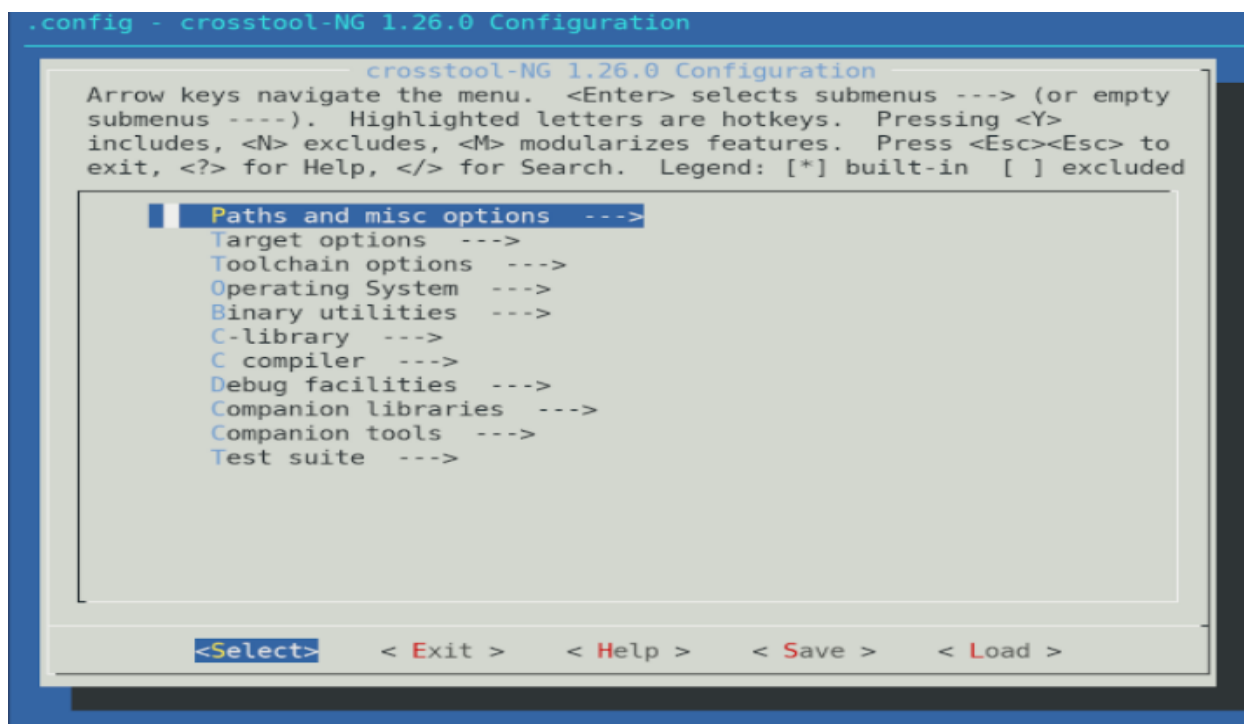 .config - crosstool-NG 1.26.0 Configuration
crosstool-NG 1.26.0 Configuration
Arrow keys navigate the menu.  <Enter> selects submenus ---> (or empty
submenus ----).  Highlighted letters are hotkeys.  Pressing <Y>
includes, <N> excludes, <M> modularizes features.  Press <Esc><Esc> to
exit, <?> for Help, </> for Search.  Legend: [*] built-in  [ ] excluded
Paths and misc options  --->
Target options  --->
Toolchain options  --->
Operating System  --->
Binary utilities  --->
C-library  --->
C compiler  --->
Debug facilities  --->
Companion libraries  --->
Companion tools  --->
Test suite  --->
<Select>    < Exit >    < Help >    < Save >    < Load >